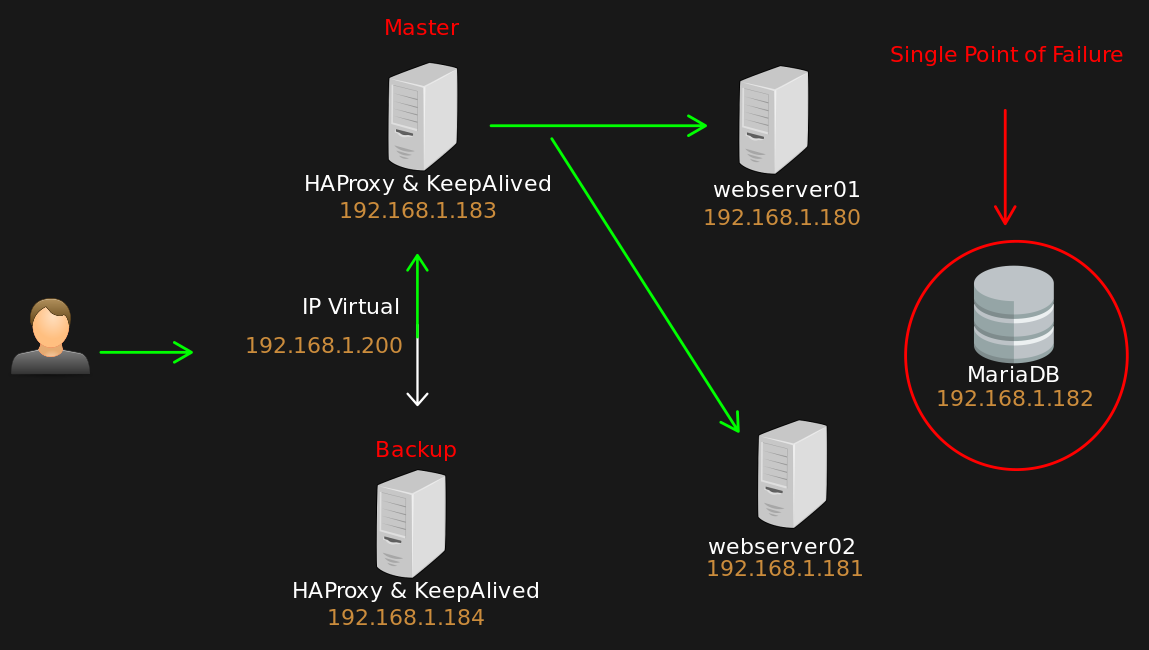 Master
Single Point of Failure
HAProxy & KeepAlived
192.168.1.183
webserver01
192.168.1.180
IP Virtual
192.168.1.200
MariaDB
192.168.1.182
Backup
webserver02
192.168.1.181
HAProxy & KeepAlived
192.168.1.184